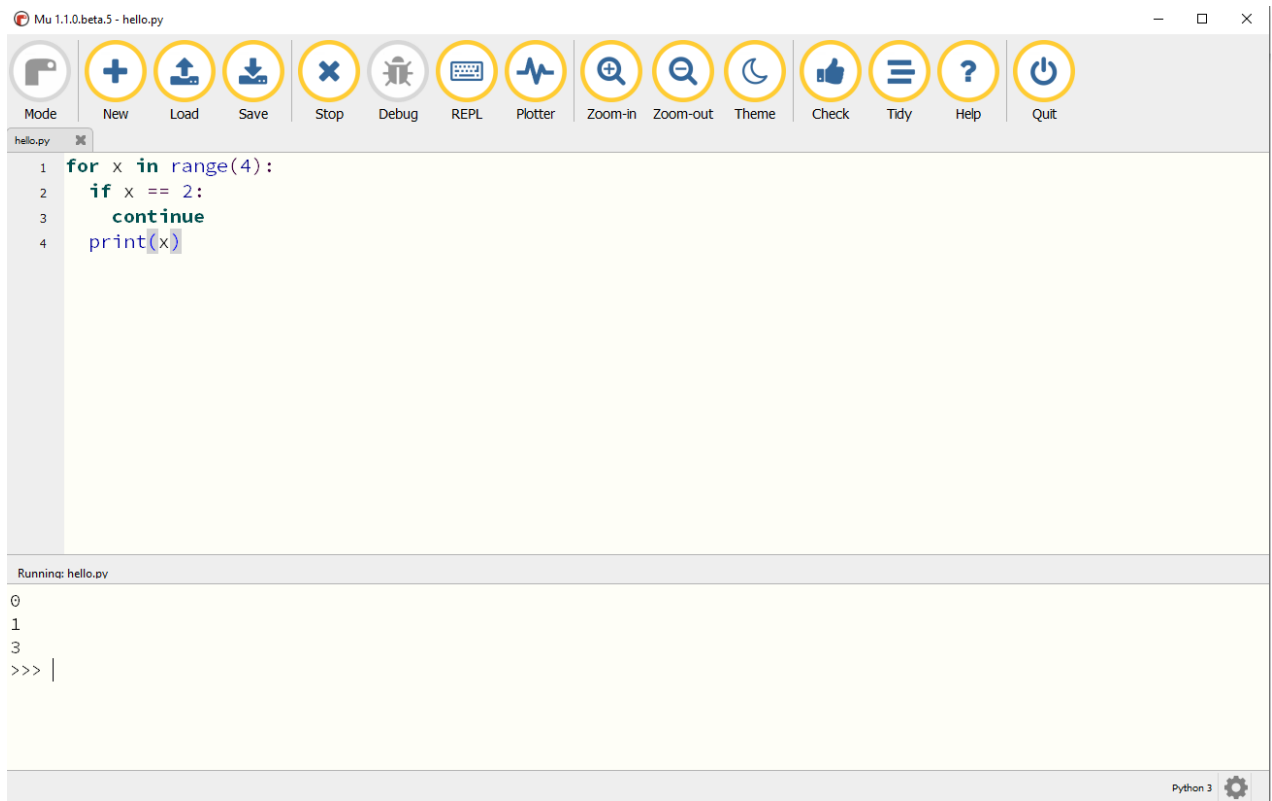 Mu 1.1.0.beta.5 - hello.py
Mode New Load Save Stop Debug REPL Plotter Zoom-in Zoom-out Theme Check Tidy Help Quit
hello.py
1 for x in range(4):
2   if x == 2:
3     continue
4   print(x)
Running: hello.py
0
1
3
>>>
Python 3